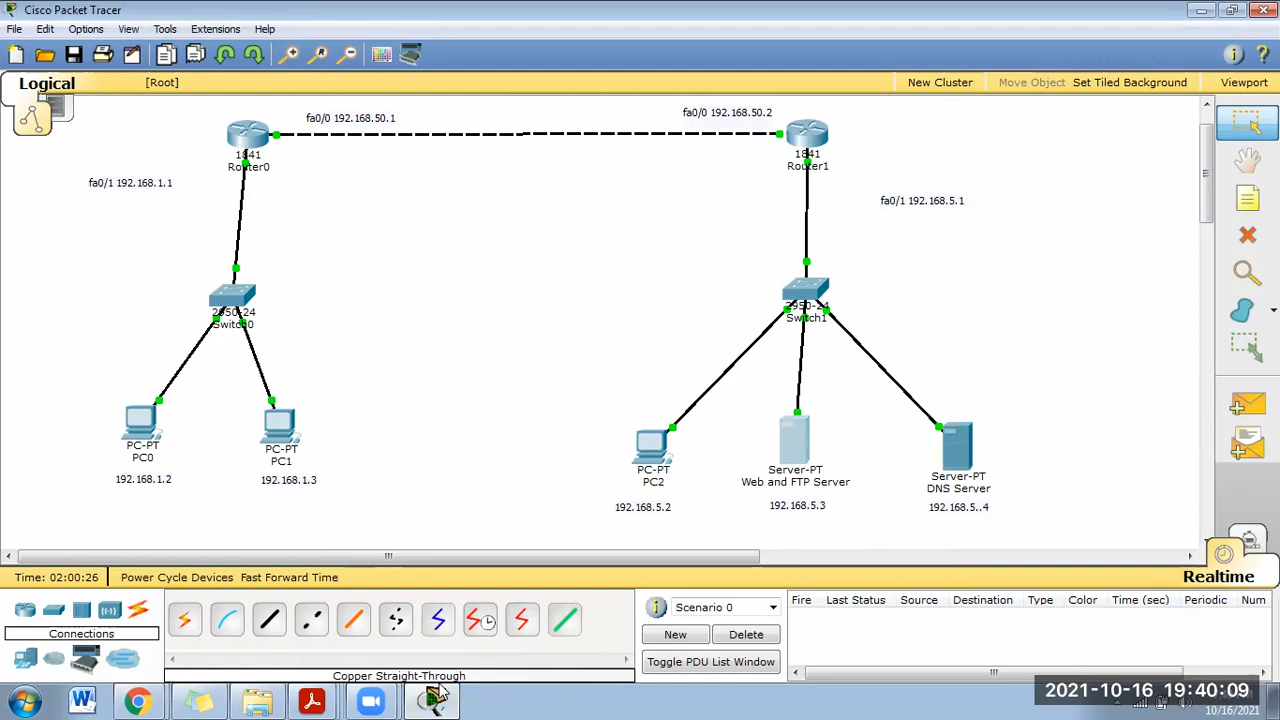 Cisco Packet Tracer
File Edit Options View Tools Extensions Help
Logical [Root] New Cluster Move Object Set Tiled Background Viewport
fa0/0 192.168.50.1
fa0/0 192.168.50.2
1841
Router0
1841
Router1
fa0/1 192.168.1.1
fa0/1 192.168.5.1
2950-24
Switch0
2950-24
Switch1
PC-PT
PC0
192.168.1.2
PC-PT
PC1
192.168.1.3
PC-PT
PC2
192.168.5.2
Server-PT
Web and FTP Server
192.168.5.3
Server-PT
DNS Server
192.168.5..4
Time: 02:00:26 Power Cycle Devices Fast Forward Time
Realtime
Connections
Copper Straight-Through
Scenario 0
New Delete
Toggle PDU List Window
Fire Last Status Source Destination Type Color Time (sec) Periodic Num
2021-10-16 19:40:09
10/16/2021